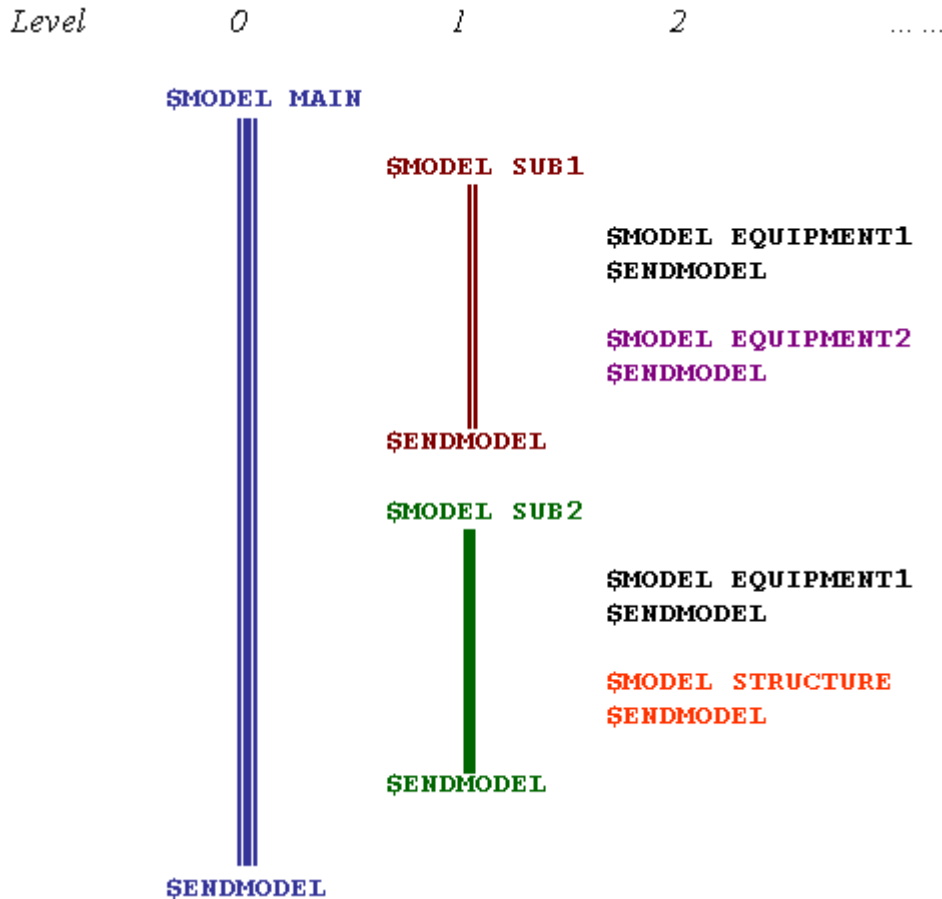 Level 0 1 2 ... ...
$MODEL MAIN
$MODEL SUB1
$MODEL EQUIPMENT1
$ENDMODEL
$MODEL EQUIPMENT2
$ENDMODEL
$ENDMODEL
$MODEL SUB2
$MODEL EQUIPMENT1
$ENDMODEL
$MODEL STRUCTURE
$ENDMODEL
$ENDMODEL
$ENDMODEL